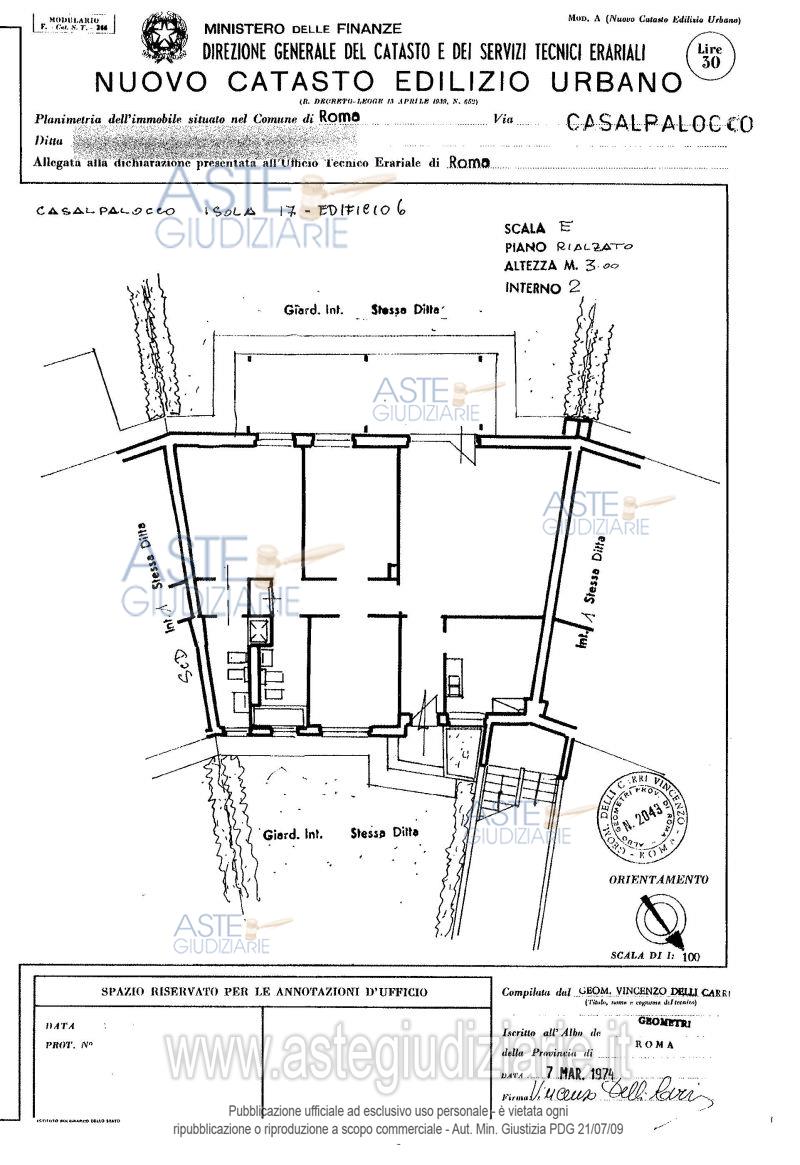 MODULARIO
F. - Cat. S. T. - 344
MOD. A (Nuovo Catasto Edilizio Urbano)
MINISTERO DELLE FINANZE
DIREZIONE GENERALE DEL CATASTO E DEI SERVIZI TECNICI ERARIALI
Lire
30
NUOVO CATASTO EDILIZIO URBANO
(R. DECRETO-LEGGE 13 APRILE 1939, N. 652)
Planimetria dell'immobile situato nel Comune di Roma Via CASALPALOCCO
Ditta
Allegata alla dichiarazione presentata all'Ufficio Tecnico Erariale di Roma
ASTE
GIUDIZIARIE
CASALPALOCCO ISOLA 17 - EDIFICIO 6
SCALA E
PIANO RIALZATO
ALTEZZA M. 3.00
INTERNO 2
Giard. Int. Stessa Ditta
ASTE
GIUDIZIARIE
ASTE
GIUDIZIARIE
Int. 1 Stessa Ditta
ASTE
GIUDIZIARIE
Int. 1 Stessa Ditta
Giard. Int. Stessa Ditta
ASTE
GIUDIZIARIE
GEOM. DELLI CARRI VINCENZO - ROMA
ALBO GEOMETRI PROV. DI ROMA
N. 2043
ORIENTAMENTO
ASTE
GIUDIZIARIE
SCALA DI 1: 100
SPAZIO RISERVATO PER LE ANNOTAZIONI D'UFFICIO
DATA
PROT. N°
Compilata dal GEOM. VINCENZO DELLI CARRI
(Titolo, nome e cognome del tecnico)
Iscritto all'Albo de GEOMETRI
della Provincia di ROMA
DATA 7 MAR. 1974
Firma: Vincenzo Delli Carri
www.astegiudiziarie.it
ISTITUTO POLIGRAFICO DELLO STATO
Pubblicazione ufficiale ad esclusivo uso personale - è vietata ogni
ripubblicazione o riproduzione a scopo commerciale - Aut. Min. Giustizia PDG 21/07/09